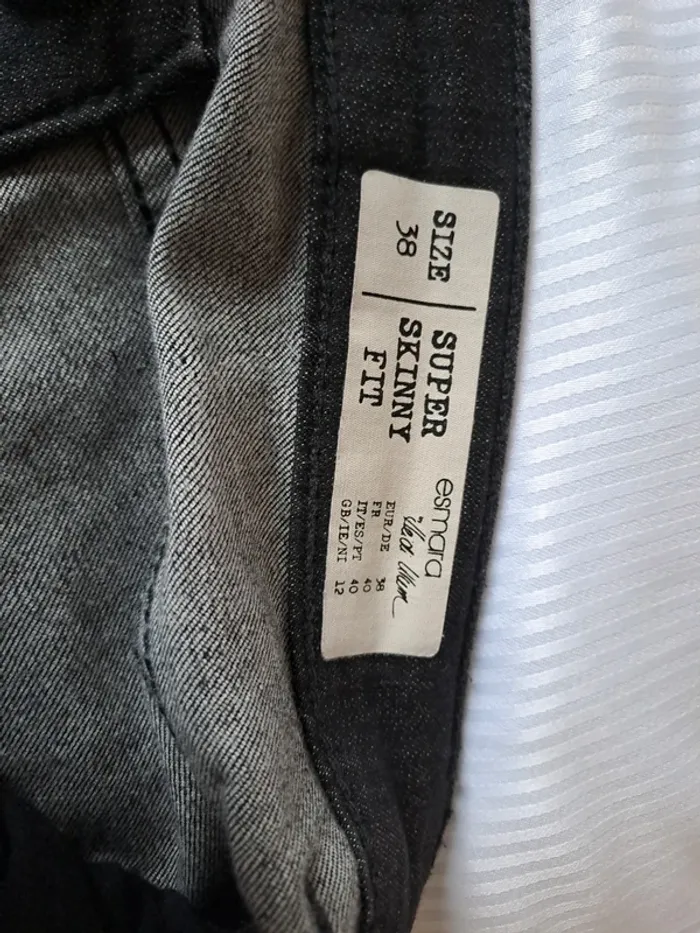 SIZE
38
SUPER
SKINNY
FIT
esmara
EUR/DE 38
FR 40
IT/ES/PT 40
GB/IE/NI 12